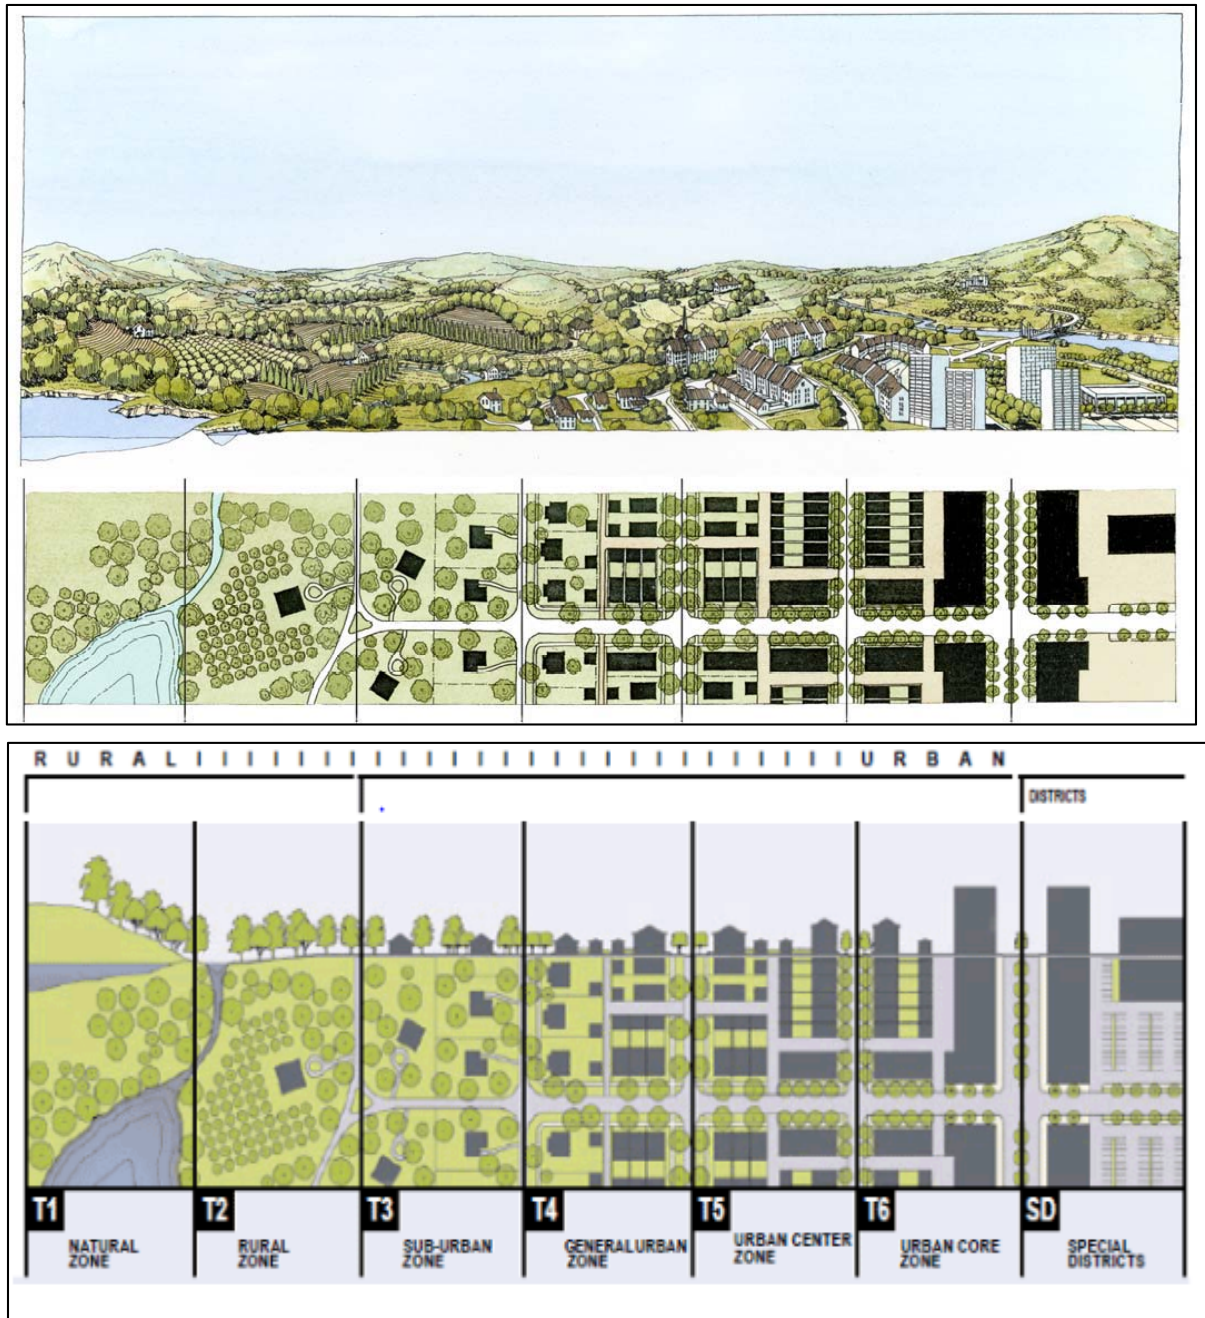 RURAL I I I I I I I I I I I I I I I I I I I I I I I I I I URBAN
DISTRICTS
T1
NATURAL
ZONE
T2
RURAL
ZONE
T3
SUB-URBAN
ZONE
T4
GENERAL URBAN
ZONE
T5
URBAN CENTER
ZONE
T6
URBAN CORE
ZONE
SD
SPECIAL
DISTRICTS